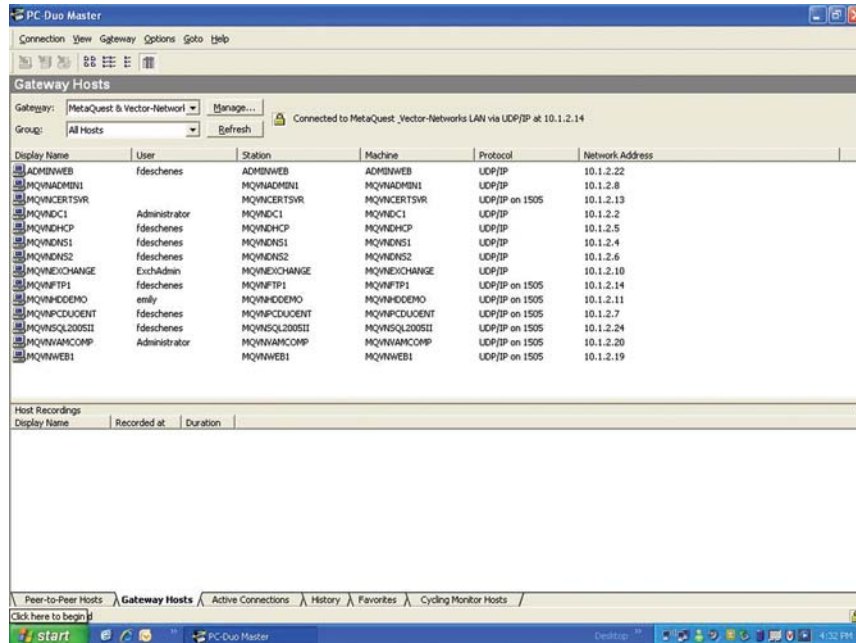 PC-Duo Master
Connection View Gateway Options Goto Help
Gateway Hosts
Gateway: MetaQuest & Vector-Networl Manage...
Connected to MetaQuest _Vector-Networks LAN via UDP/IP at 10.1.2.14
Group: All Hosts Refresh
Display Name User Station Machine Protocol Network Address
ADMINWEB fdeschenes ADMINWEB ADMINWEB UDP/IP 10.1.2.22
MQVNADMIN1 MQVNADMIN1 MQVNADMIN1 UDP/IP 10.1.2.8
MQVNCERTSVR MQVNCERTSVR MQVNCERTSVR UDP/IP on 1505 10.1.2.13
MQVNDC1 Administrator MQVNDC1 MQVNDC1 UDP/IP 10.1.2.2
MQVNDHCP fdeschenes MQVNDHCP MQVNDHCP UDP/IP 10.1.2.5
MQVNDNS1 fdeschenes MQVNDNS1 MQVNDNS1 UDP/IP 10.1.2.4
MQVNDNS2 fdeschenes MQVNDNS2 MQVNDNS2 UDP/IP 10.1.2.6
MQVNEXCHANGE ExchAdmin MQVNEXCHANGE MQVNEXCHANGE UDP/IP 10.1.2.10
MQVNFTP1 fdeschenes MQVNFTP1 MQVNFTP1 UDP/IP on 1505 10.1.2.14
MQVNHDDEMO emily MQVNHDDEMO MQVNHDDEMO UDP/IP on 1505 10.1.2.11
MQVNPCDUOENT fdeschenes MQVNPCDUOENT MQVNPCDUOENT UDP/IP on 1505 10.1.2.7
MQVNSQL2005II fdeschenes MQVNSQL2005II MQVNSQL2005II UDP/IP on 1505 10.1.2.24
MQVNVAMCOMP Administrator MQVNVAMCOMP MQVNVAMCOMP UDP/IP on 1505 10.1.2.20
MQVNWEB1 MQVNWEB1 MQVNWEB1 UDP/IP on 1505 10.1.2.19
Host Recordings
Display Name Recorded at Duration
Peer-to-Peer Hosts Gateway Hosts Active Connections History Favorites Cycling Monitor Hosts
Click here to begin d
start PC-Duo Master Desktop 4:32 PM